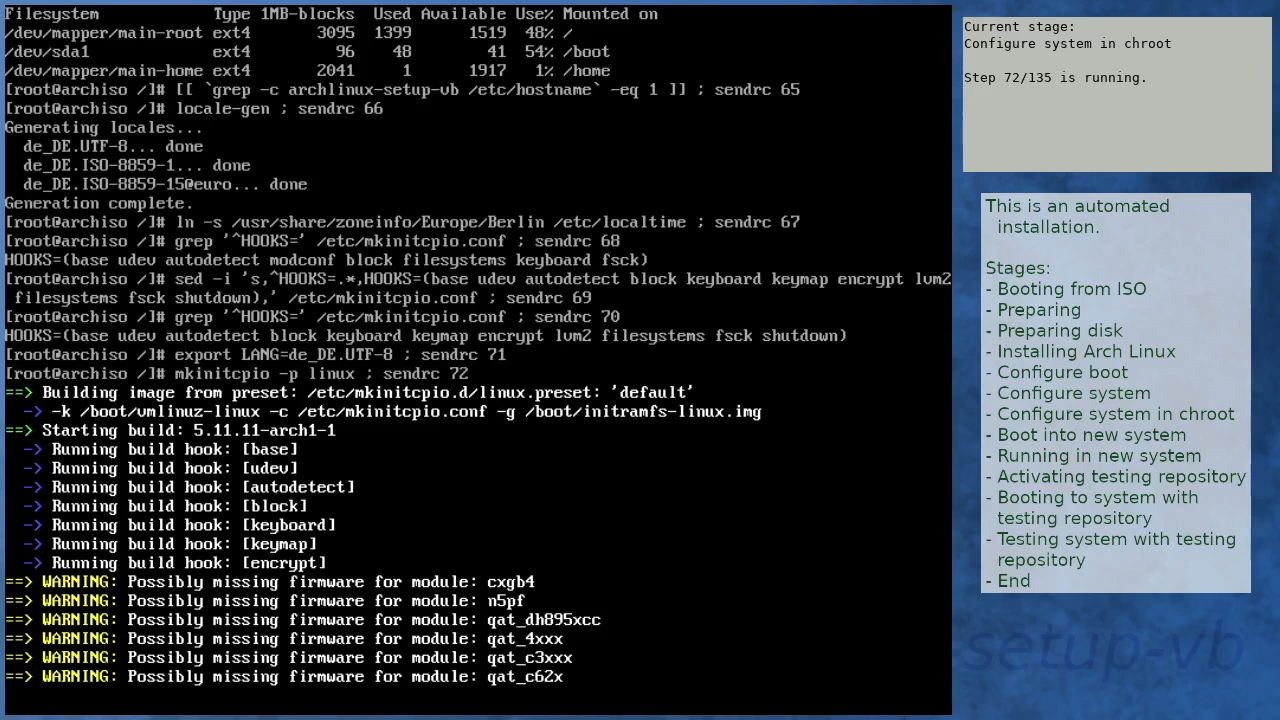 Filesystem Type 1MB-blocks Used Available Use% Mounted on
/dev/mapper/main-root ext4 3095 1399 1519 48% /
/dev/sda1 ext4 96 48 41 54% /boot
/dev/mapper/main-home ext4 2041 1 1917 1% /home
[root@archiso /]# [[ `grep -c archlinux-setup-vb /etc/hostname` -eq 1 ]] ; sendrc 65
[root@archiso /]# locale-gen ; sendrc 66
Generating locales...
de_DE.UTF-8... done
de_DE.ISO-8859-1... done
de_DE.ISO-8859-15@euro... done
Generation complete.
[root@archiso /]# ln -s /usr/share/zoneinfo/Europe/Berlin /etc/localtime ; sendrc 67
[root@archiso /]# grep '^HOOKS=' /etc/mkinitcpio.conf ; sendrc 68
HOOKS=(base udev autodetect modconf block filesystems keyboard fsck)
[root@archiso /]# sed -i 's,^HOOKS=.*,HOOKS=(base udev autodetect block keyboard keymap encrypt lvm2
filesystems fsck shutdown),' /etc/mkinitcpio.conf ; sendrc 69
[root@archiso /]# grep '^HOOKS=' /etc/mkinitcpio.conf ; sendrc 70
HOOKS=(base udev autodetect block keyboard keymap encrypt lvm2 filesystems fsck shutdown)
[root@archiso /]# export LANG=de_DE.UTF-8 ; sendrc 71
[root@archiso /]# mkinitcpio -p linux ; sendrc 72
==> Building image from preset: /etc/mkinitcpio.d/linux.preset: 'default'
-> -k /boot/vmlinuz-linux -c /etc/mkinitcpio.conf -g /boot/initramfs-linux.img
==> Starting build: 5.11.11-arch1-1
-> Running build hook: [base]
-> Running build hook: [udev]
-> Running build hook: [autodetect]
-> Running build hook: [block]
-> Running build hook: [keyboard]
-> Running build hook: [keymap]
-> Running build hook: [encrypt]
==> WARNING: Possibly missing firmware for module: cxgb4
==> WARNING: Possibly missing firmware for module: n5pf
==> WARNING: Possibly missing firmware for module: qat_dh895xcc
==> WARNING: Possibly missing firmware for module: qat_4xxx
==> WARNING: Possibly missing firmware for module: qat_c3xxx
==> WARNING: Possibly missing firmware for module: qat_c62x
Current stage:
Configure system in chroot
Step 72/135 is running.
This is an automated
installation.
Stages:
- Booting from ISO
- Preparing
- Preparing disk
- Installing Arch Linux
- Configure boot
- Configure system
- Configure system in chroot
- Boot into new system
- Running in new system
- Activating testing repository
- Booting to system with
testing repository
- Testing system with testing
repository
- End
-setup-vb